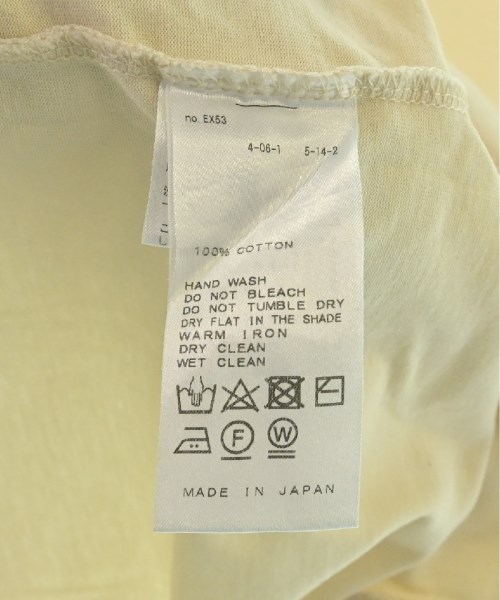 no. EX53
4-06-1 5-14-2
100% COTTON
HAND WASH
DO NOT BLEACH
DO NOT TUMBLE DRY
DRY FLAT IN THE SHADE
WARM IRON
DRY CLEAN
WET CLEAN
F W
MADE IN JAPAN